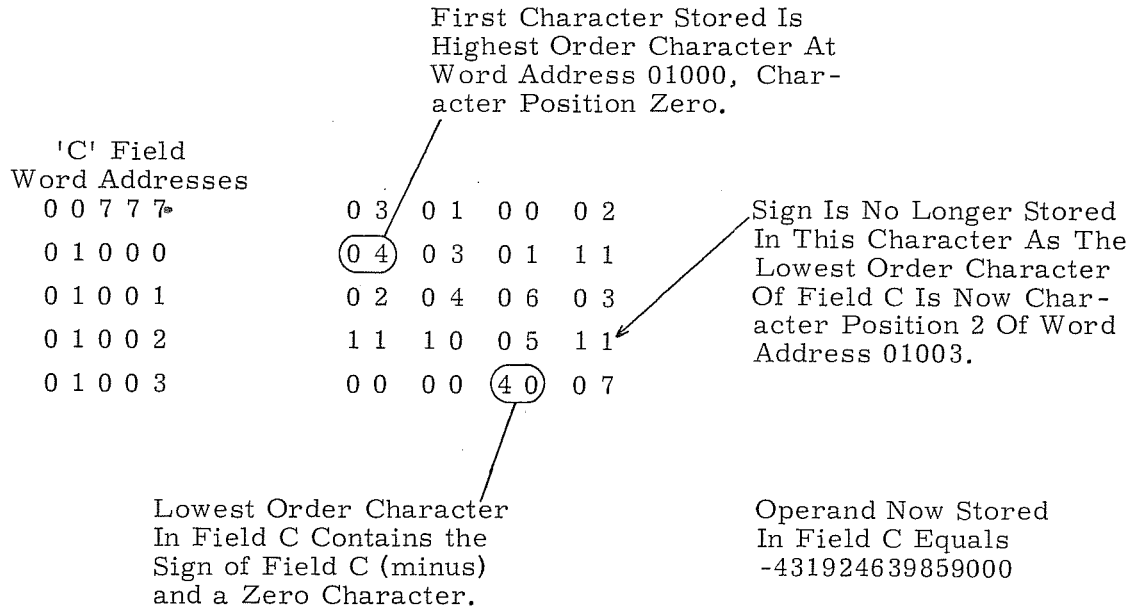 First Character Stored Is
Highest Order Character At
Word Address 01000, Char-
acter Position Zero.
'C' Field
Word Addresses
0 0 7 7 7 0 3 0 1 0 0 0 2
0 1 0 0 0 0 4 0 3 0 1 1 1
0 1 0 0 1 0 2 0 4 0 6 0 3
0 1 0 0 2 1 1 1 0 0 5 1 1
0 1 0 0 3 0 0 0 0 4 0 0 7
Sign Is No Longer Stored
In This Character As The
Lowest Order Character
Of Field C Is Now Char-
acter Position 2 Of Word
Address 01003.
Lowest Order Character
In Field C Contains the
Sign of Field C (minus)
and a Zero Character.
Operand Now Stored
In Field C Equals
-431924639859000